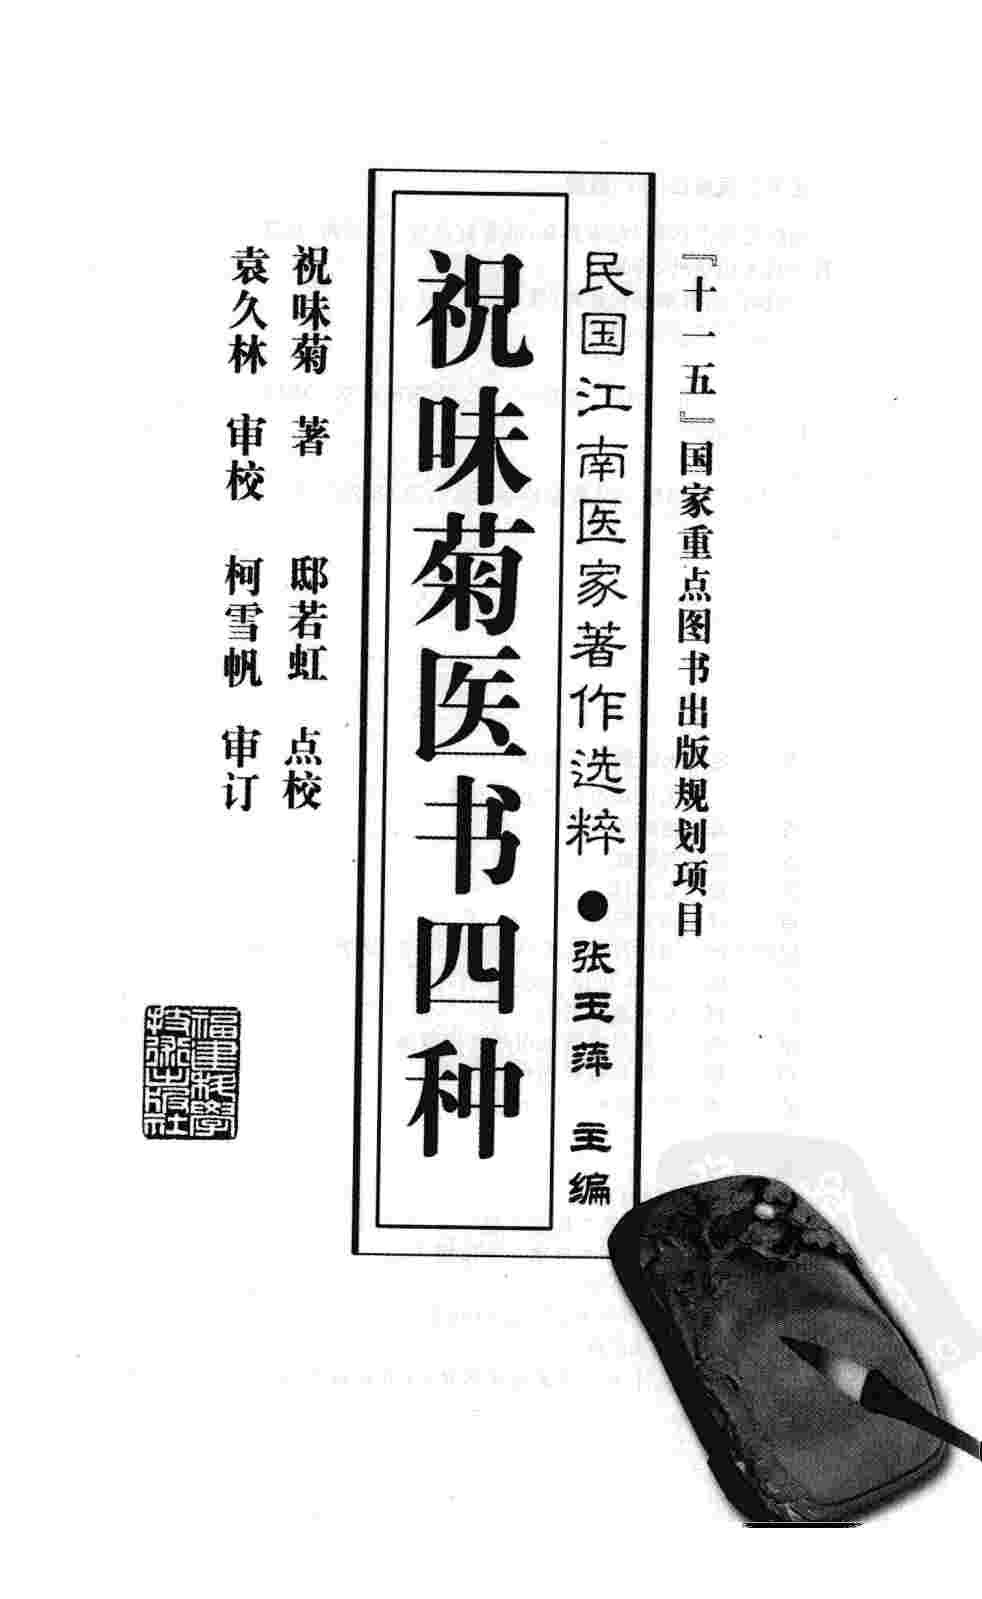 『十一五』国家重点图书出版规划项目
民国江南医家著作选粹●张玉萍 主编
祝味菊医书四种
祝味菊 著 邸若虹 点校
袁久林 审校 柯雪帆 审订
福建科學
技術出版社